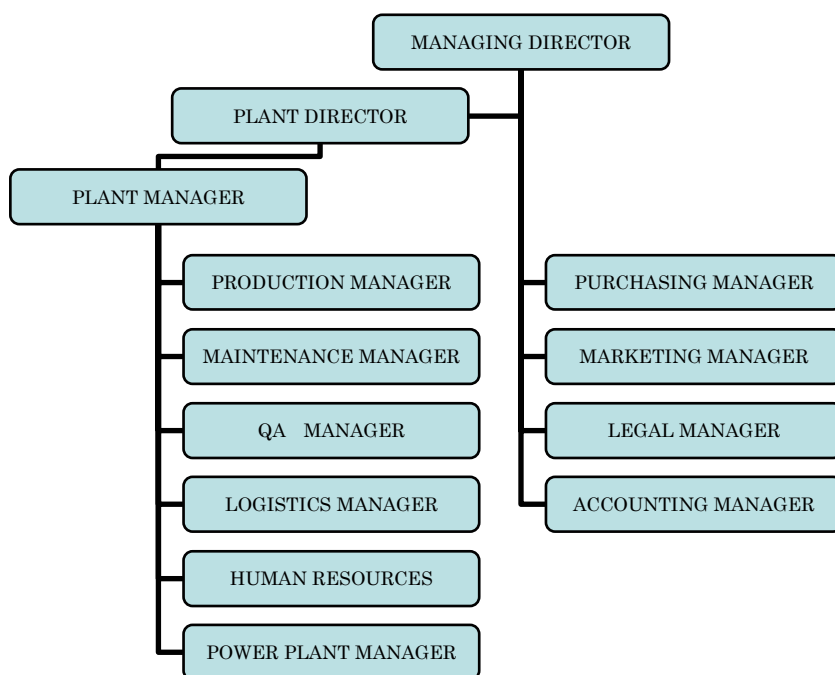 MANAGING DIRECTOR
PLANT DIRECTOR
PLANT MANAGER
PRODUCTION MANAGER
MAINTENANCE MANAGER
QA MANAGER
LOGISTICS MANAGER
HUMAN RESOURCES
POWER PLANT MANAGER
PURCHASING MANAGER
MARKETING MANAGER
LEGAL MANAGER
ACCOUNTING MANAGER